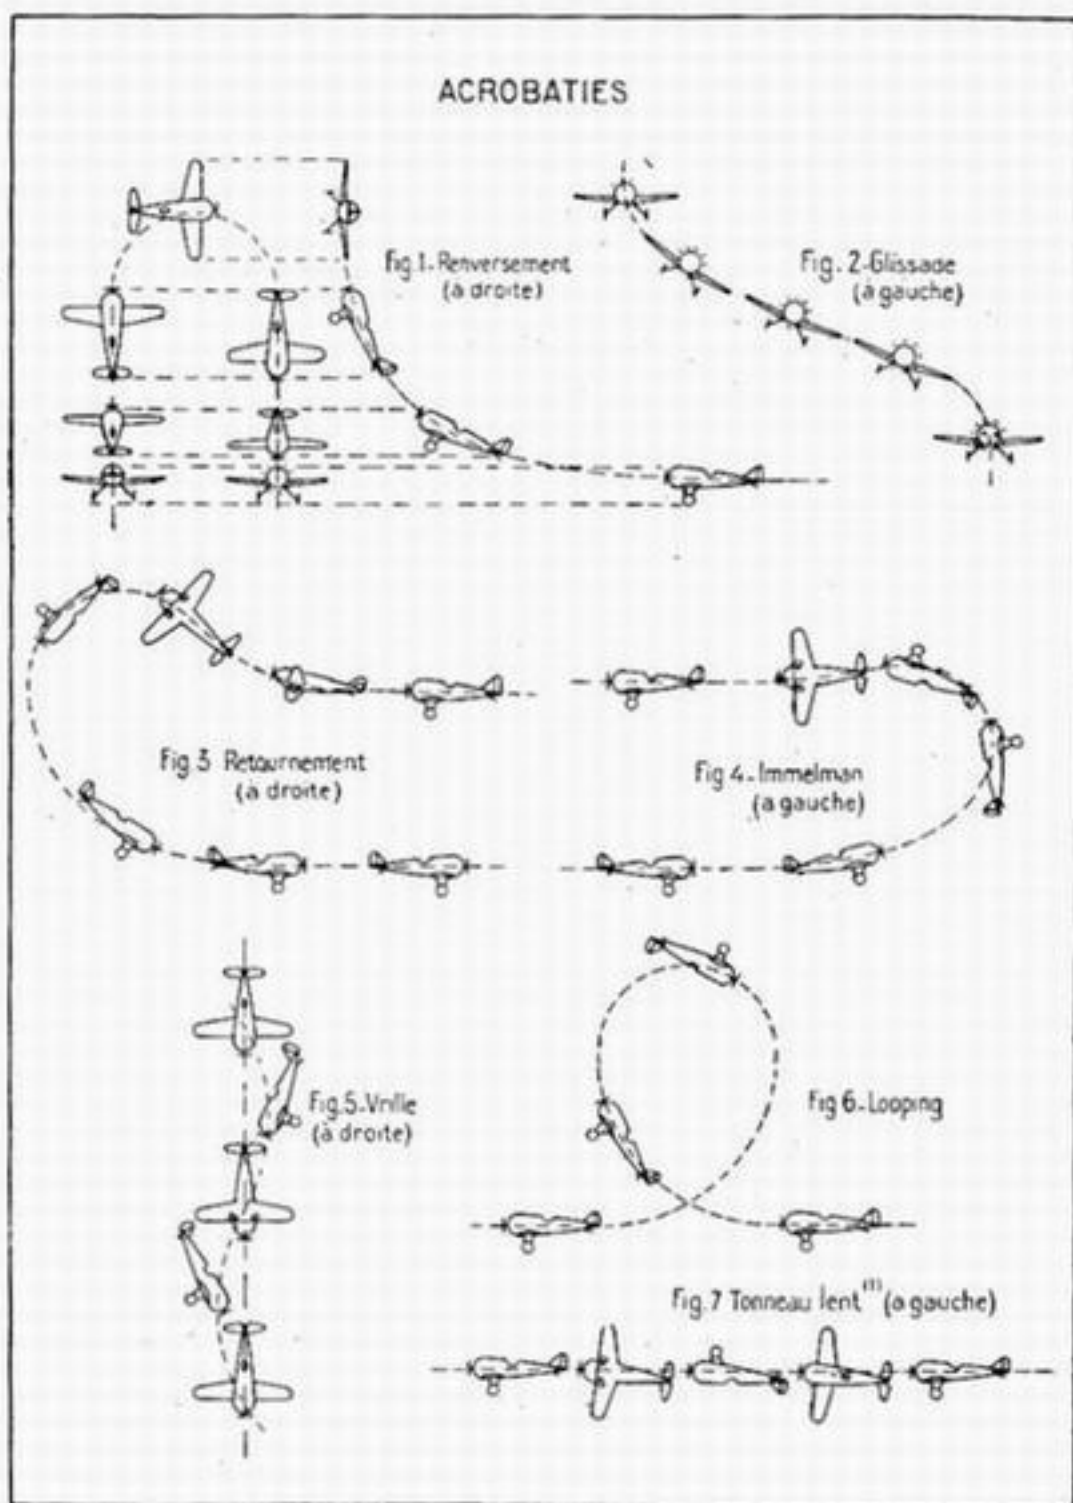 ACROBATIES
Fig.1-Renversement
(à droite)
Fig. 2-Glissade
(à gauche)
Fig 3 Retournement
(à droite)
Fig 4-Immelman
(a gauche)
Fig.5-Vrille
(à droite)
Fig 6-Looping
Fig.7 Tonneau lent (1) (a gauche)